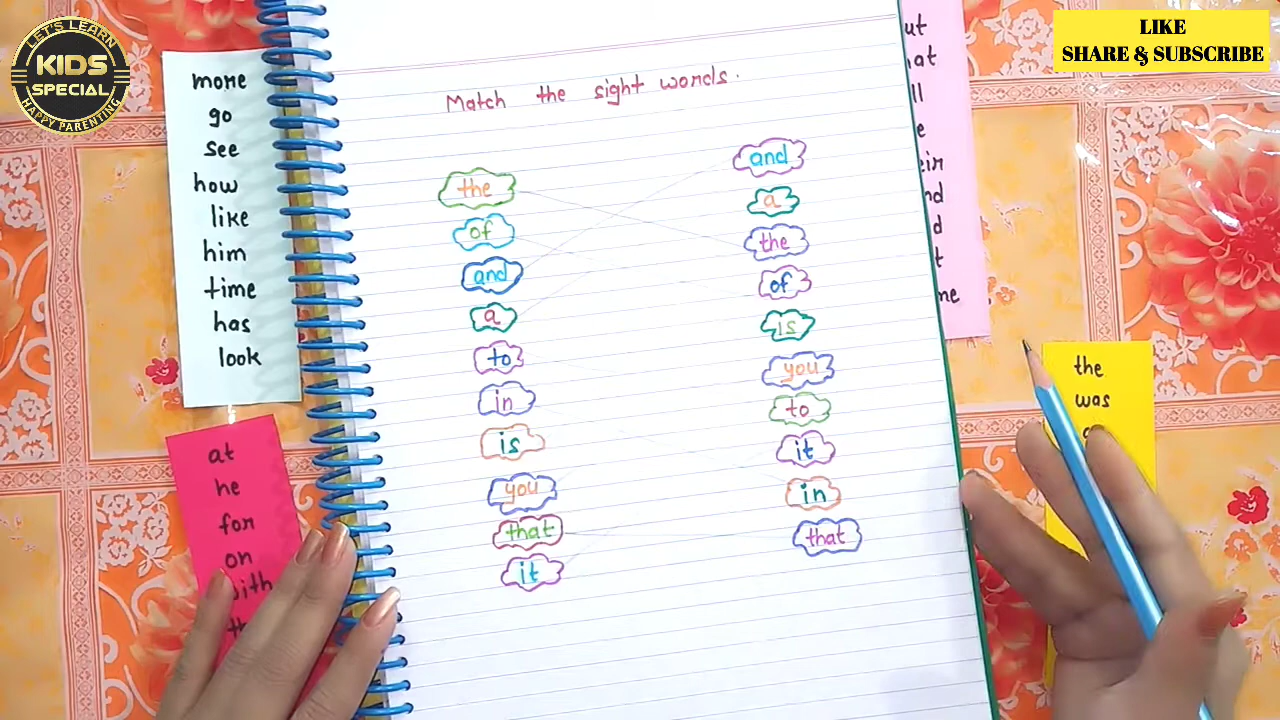 LET'S LEARN
KIDS
SPECIAL
HAPPY PARENTING
LIKE
SHARE & SUBSCRIBE
more
go
see
how
like
him
time
has
look
at
he
for
on
Match the sight words.
the
of
and
a
to
in
is
you
that
it
and
a
the
of
is
you
to
it
in
that
the
was